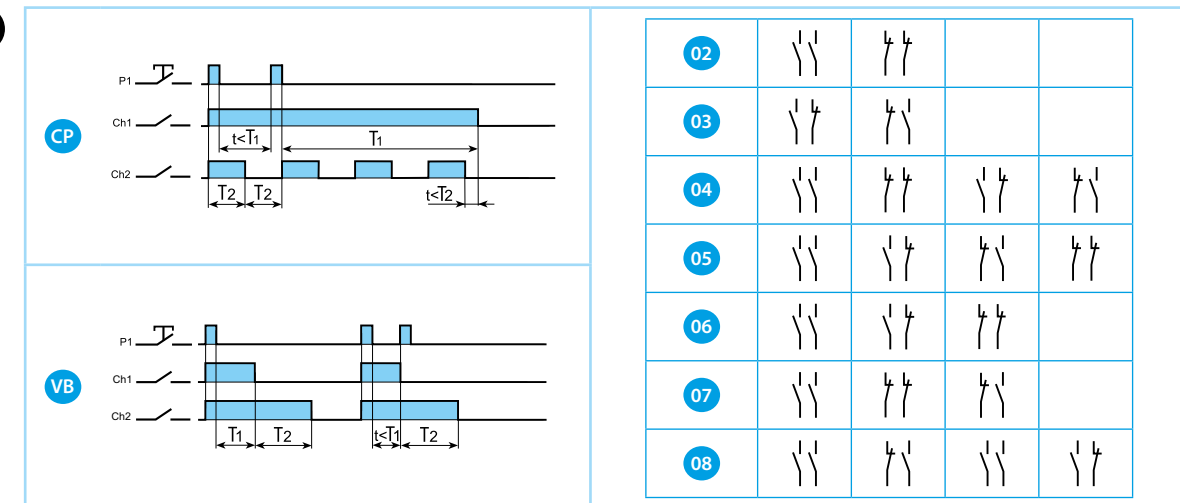 CP
P1
Ch1
t<T1 T1
Ch2
T2 T2 t<T2
VB
P1
Ch1
Ch2
T1 T2 t<T1 T2
02
03
04
05
06
07
08